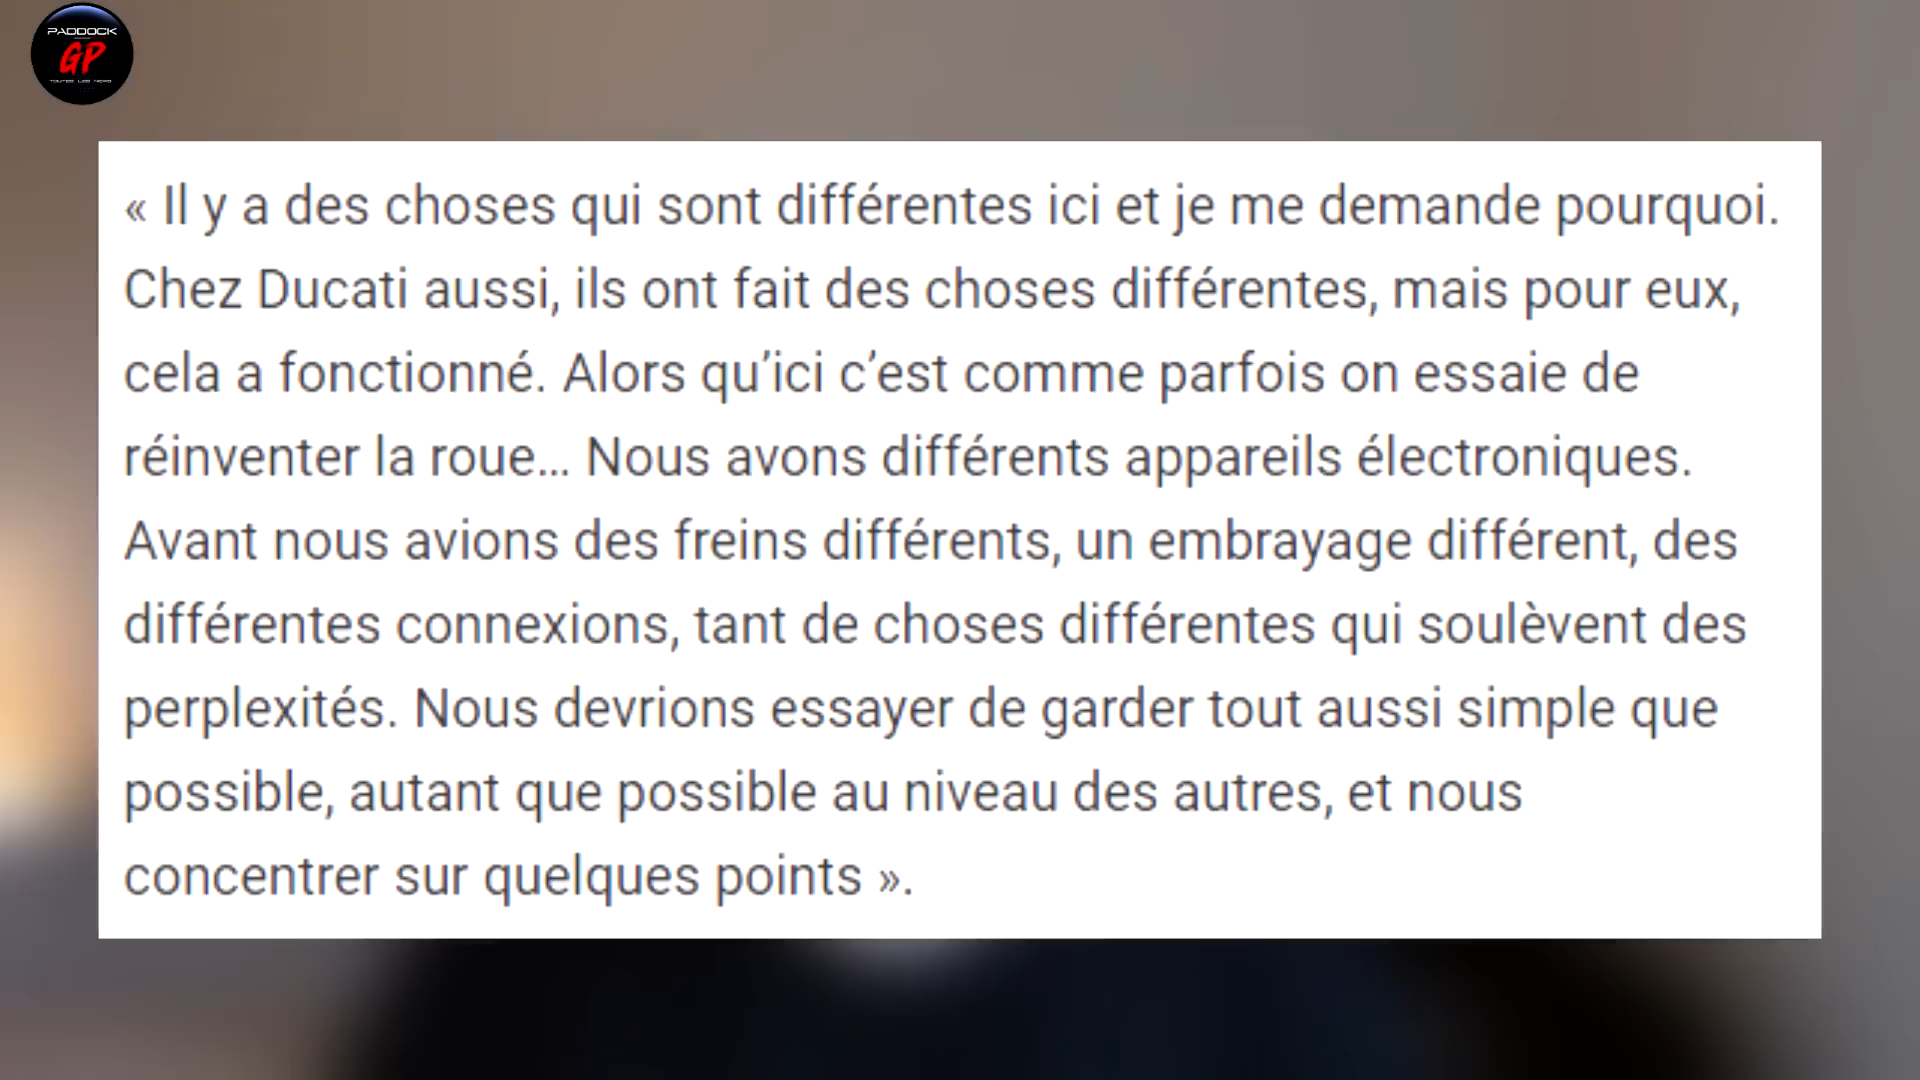 PADDOCK
GP
TOUTES LES NEWS
« Il y a des choses qui sont différentes ici et je me demande pourquoi.
Chez Ducati aussi, ils ont fait des choses différentes, mais pour eux,
cela a fonctionné. Alors qu’ici c’est comme parfois on essaie de
réinventer la roue… Nous avons différents appareils électroniques.
Avant nous avions des freins différents, un embrayage différent, des
différentes connexions, tant de choses différentes qui soulèvent des
perplexités. Nous devrions essayer de garder tout aussi simple que
possible, autant que possible au niveau des autres, et nous
concentrer sur quelques points ».